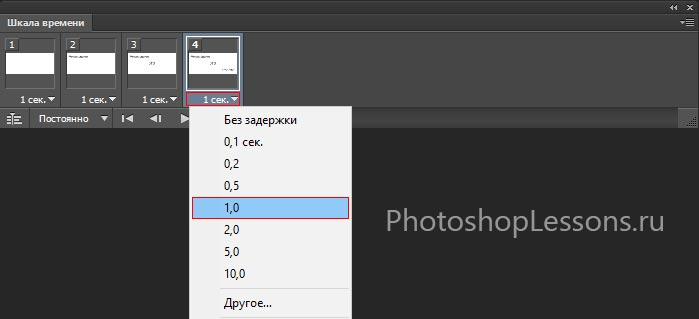 Шкала времени
1 2 3 4
1 сек. 1 сек. 1 сек. 1 сек.
Постоянно
Без задержки
0,1 сек.
0,2
0,5
1,0
2,0
5,0
10,0
Другое...
PhotoshopLessons.ru